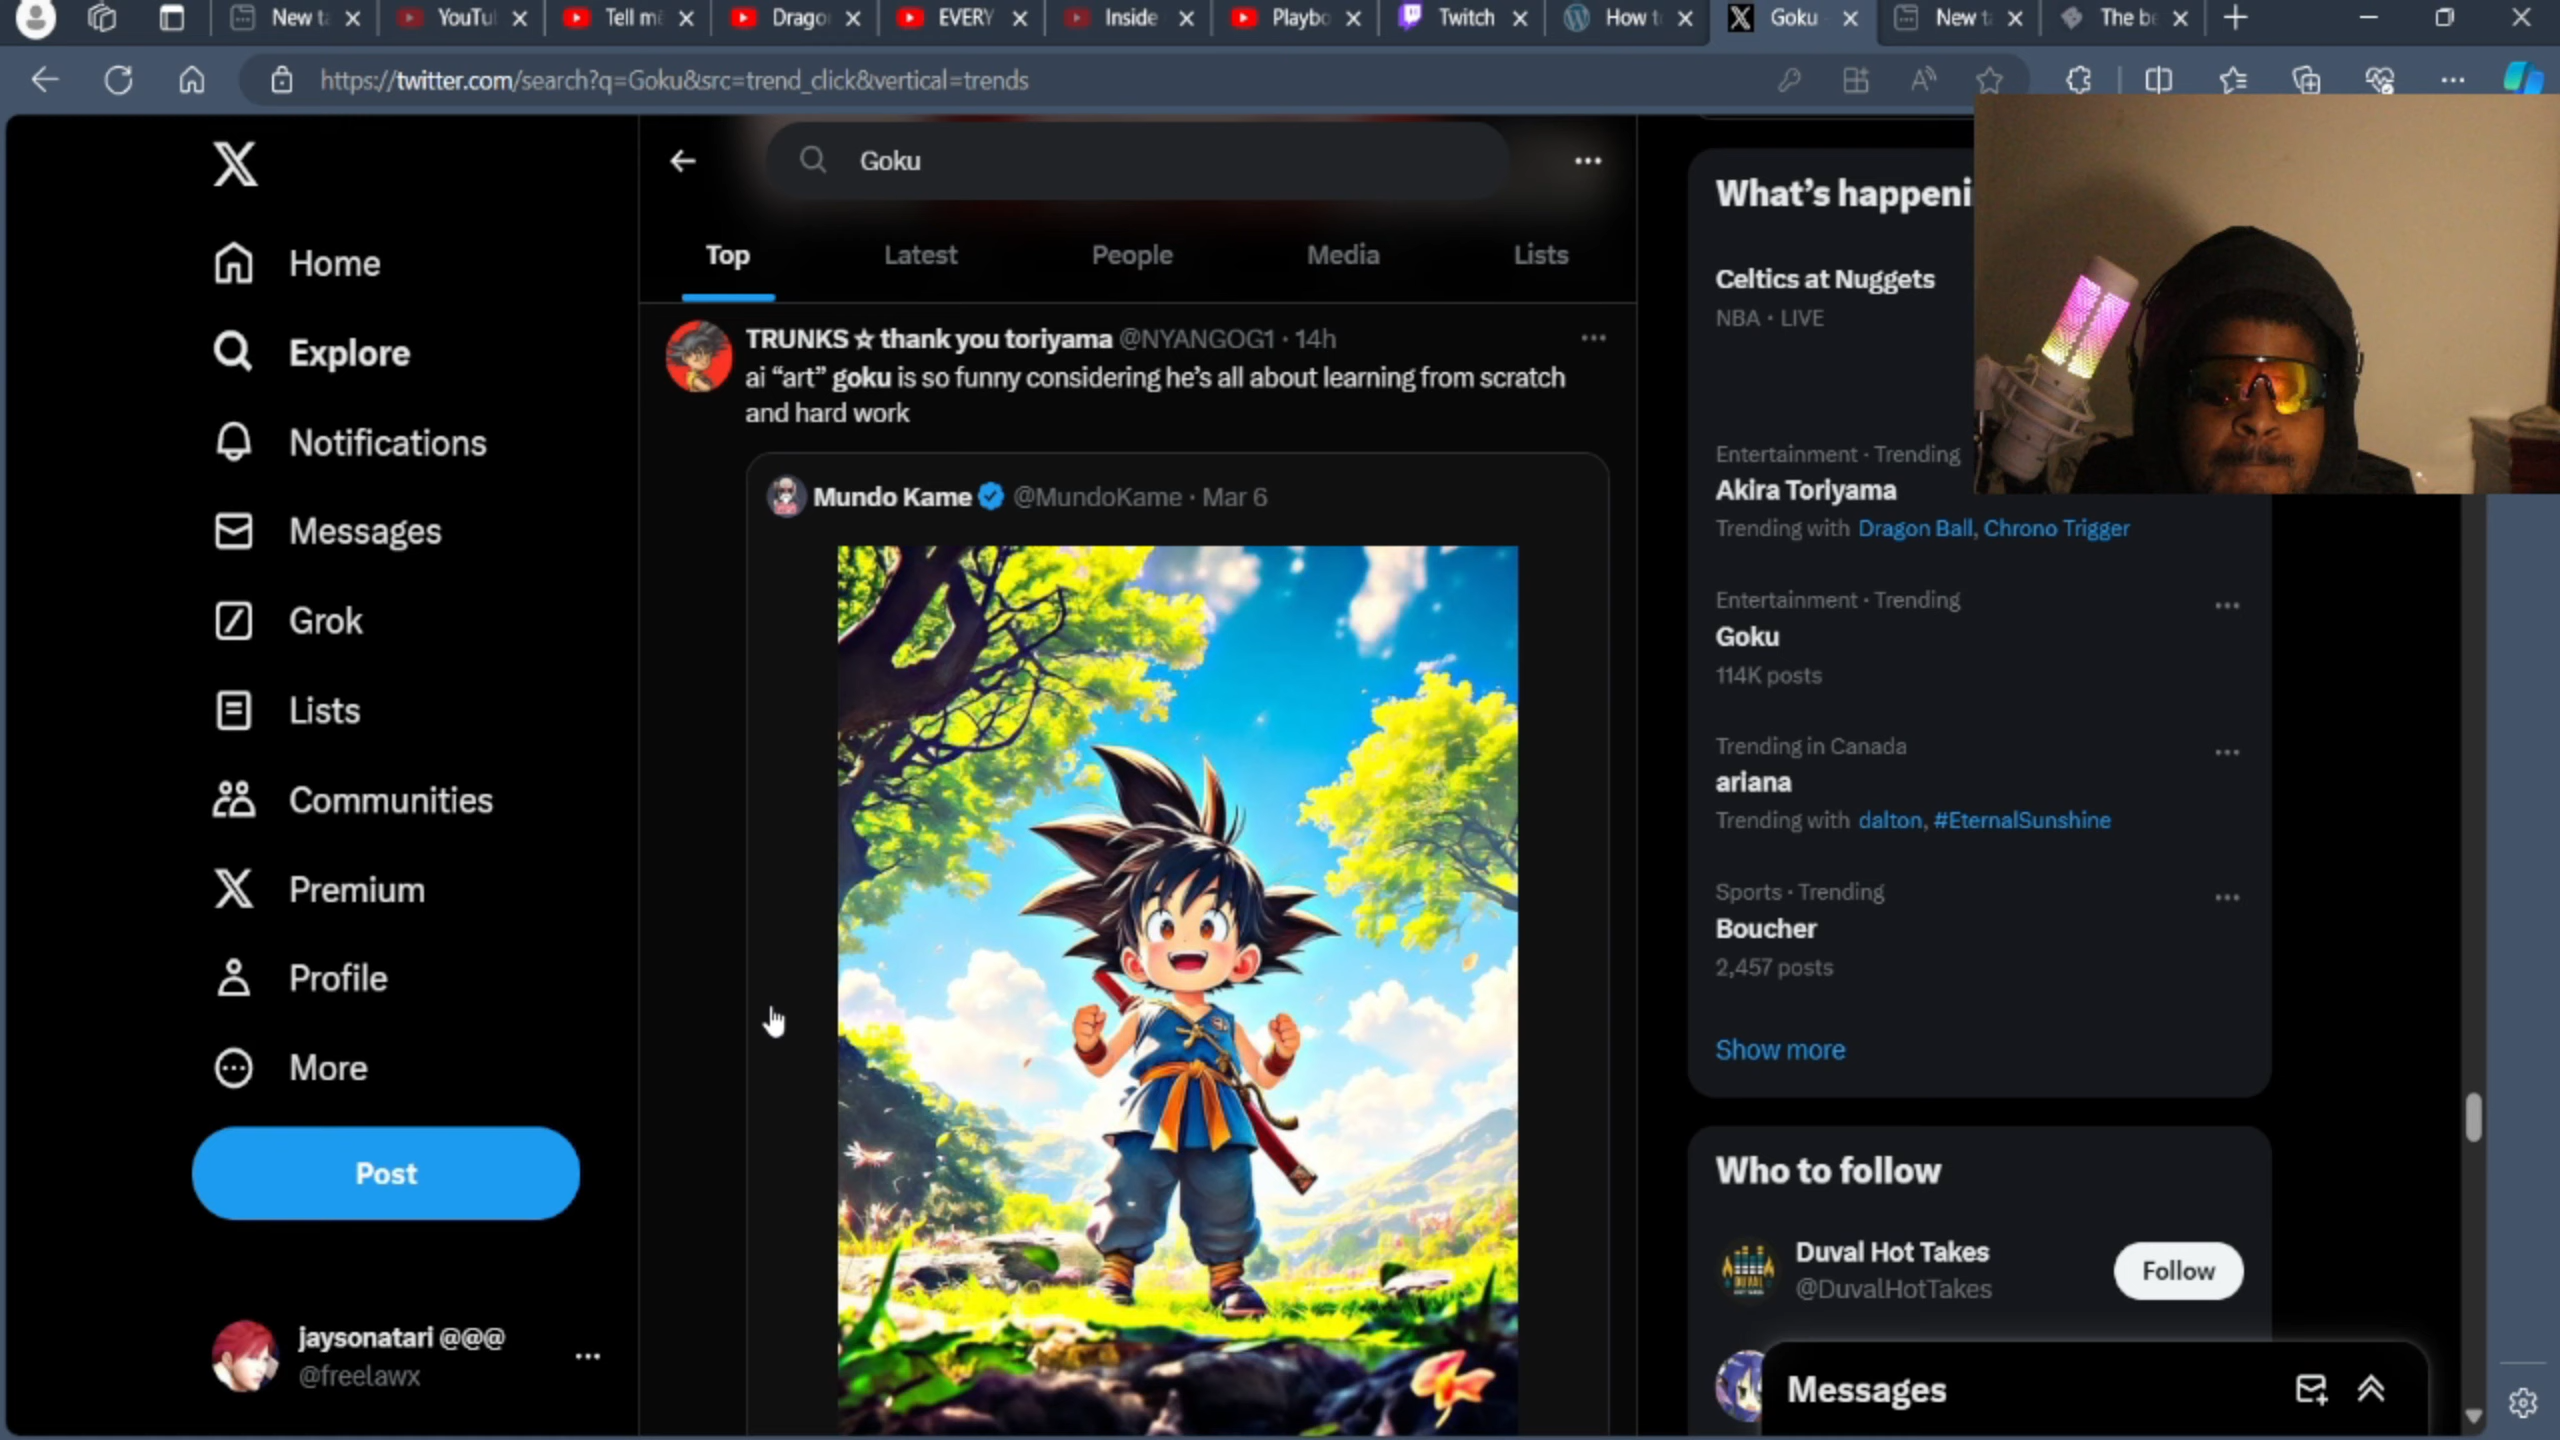 New ta
YouTu
Tell me
Drago
EVERY
Inside
Playbo
Twitch
How to
Goku
New ta
The be
https://twitter.com/search?q=Goku&src=trend_click&vertical=trends
Home
Explore
Notifications
Messages
Grok
Lists
Communities
Premium
Profile
More
Post
jaysonatari @@@
@freelawx
Goku
Top Latest People Media Lists
TRUNKS ☆ thank you toriyama @NYANGOG1 · 14h
ai “art” goku is so funny considering he’s all about learning from scratch
and hard work
Mundo Kame @MundoKame · Mar 6
What’s happeni
Celtics at Nuggets
NBA · LIVE
Entertainment · Trending
Akira Toriyama
Trending with Dragon Ball, Chrono Trigger
Entertainment · Trending
Goku
114K posts
Trending in Canada
ariana
Trending with dalton, #EternalSunshine
Sports · Trending
Boucher
2,457 posts
Show more
Who to follow
Duval Hot Takes
@DuvalHotTakes
Follow
Messages